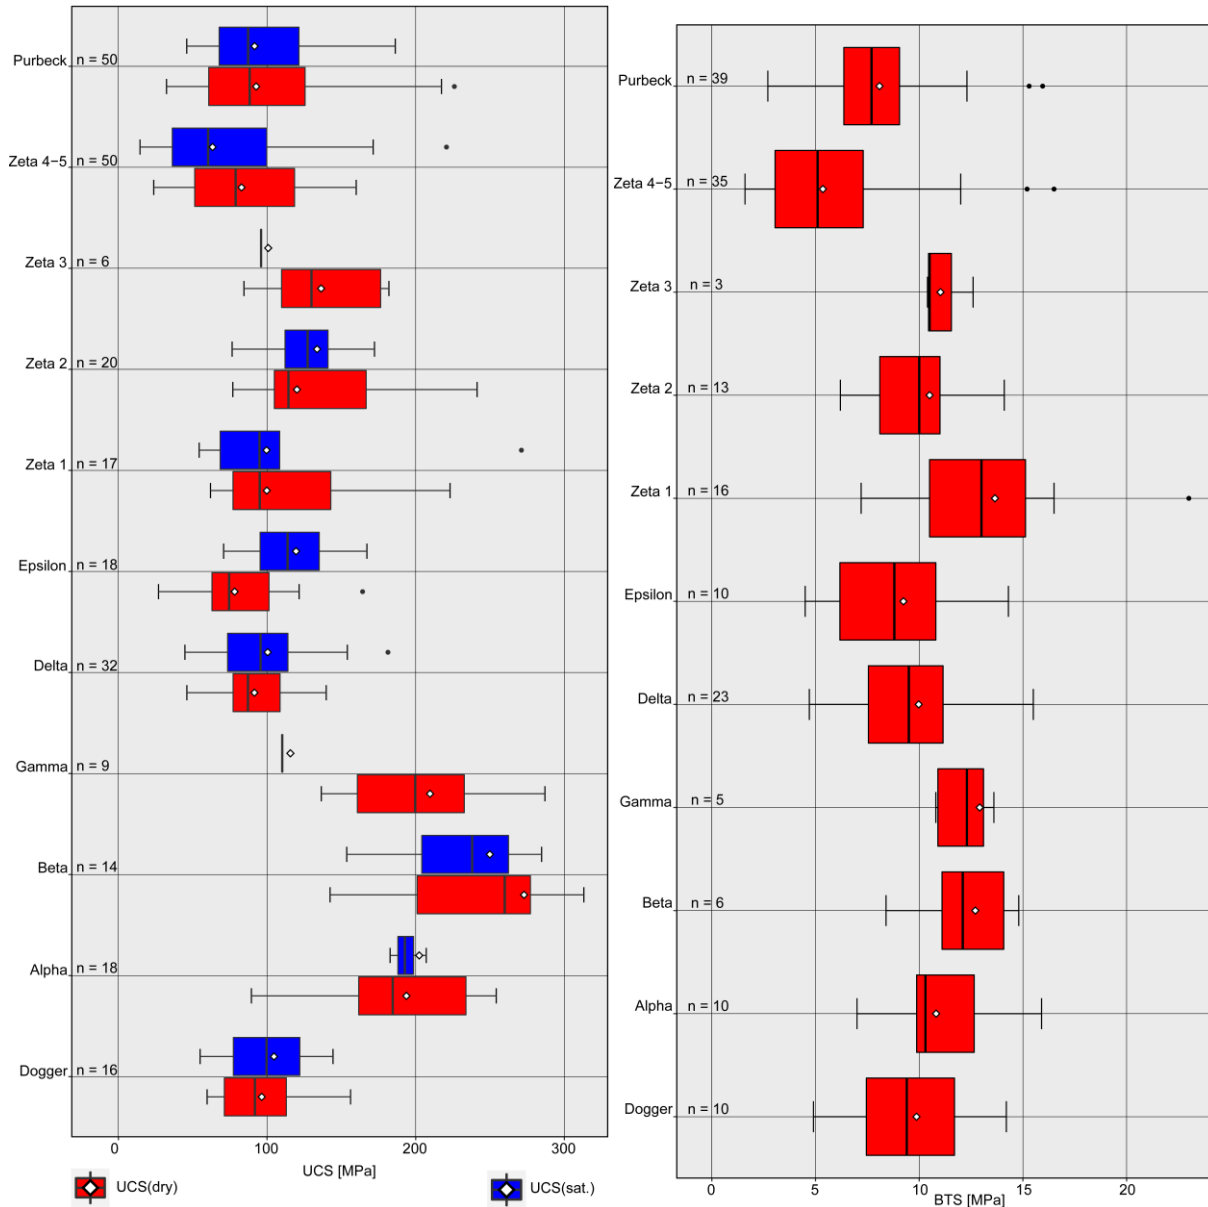 Purbeck n = 50
Zeta 4−5 n = 50
Zeta 3 n = 6
Zeta 2 n = 20
Zeta 1 n = 17
Epsilon n = 18
Delta n = 32
Gamma n = 9
Beta n = 14
Alpha n = 18
Dogger n = 16
0 100 200 300
UCS [MPa]
UCS(dry) UCS(sat.)
Purbeck n = 39
Zeta 4−5 n = 35
Zeta 3 n = 3
Zeta 2 n = 13
Zeta 1 n = 16
Epsilon n = 10
Delta n = 23
Gamma n = 5
Beta n = 6
Alpha n = 10
Dogger n = 10
0 5 10 15 20
BTS [MPa]